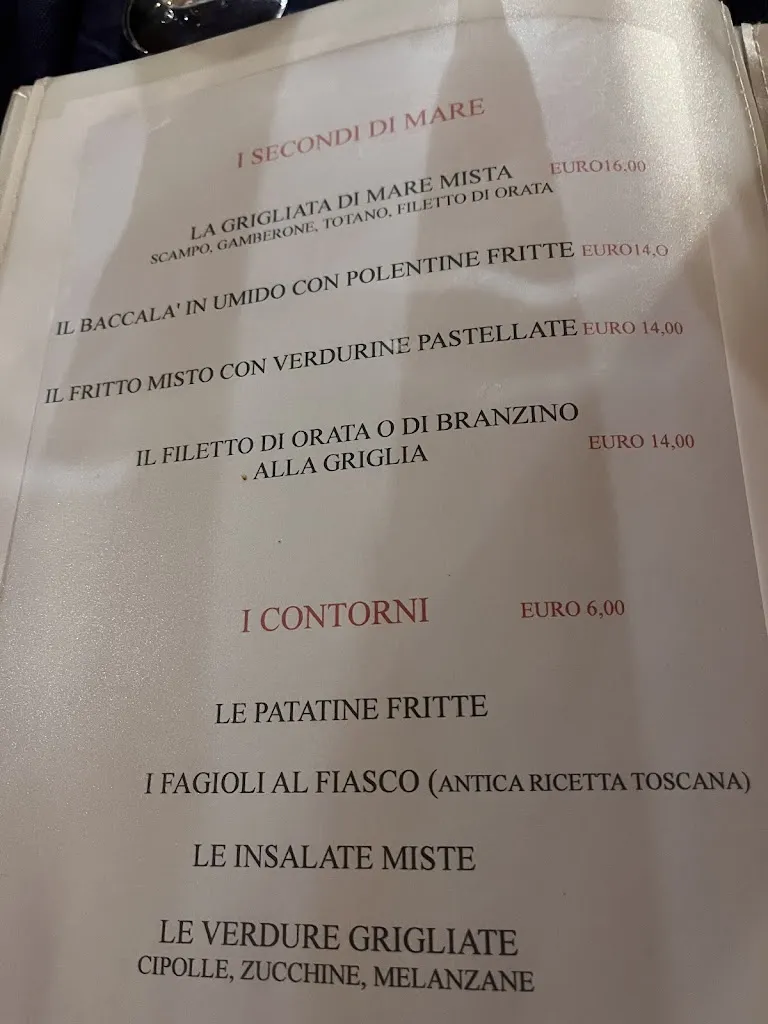 I SECONDI DI MARE
LA GRIGLIATA DI MARE MISTA EURO16.00
SCAMPO, GAMBERONE, TOTANO, FILETTO DI ORATA
IL BACCALA' IN UMIDO CON POLENTINE FRITTE EURO14,O
IL FRITTO MISTO CON VERDURINE PASTELLATE EURO 14,00
IL FILETTO DI ORATA O DI BRANZINO
ALLA GRIGLIA EURO 14,00
I CONTORNI EURO 6,00
LE PATATINE FRITTE
I FAGIOLI AL FIASCO (ANTICA RICETTA TOSCANA)
LE INSALATE MISTE
LE VERDURE GRIGLIATE
CIPOLLE, ZUCCHINE, MELANZANE